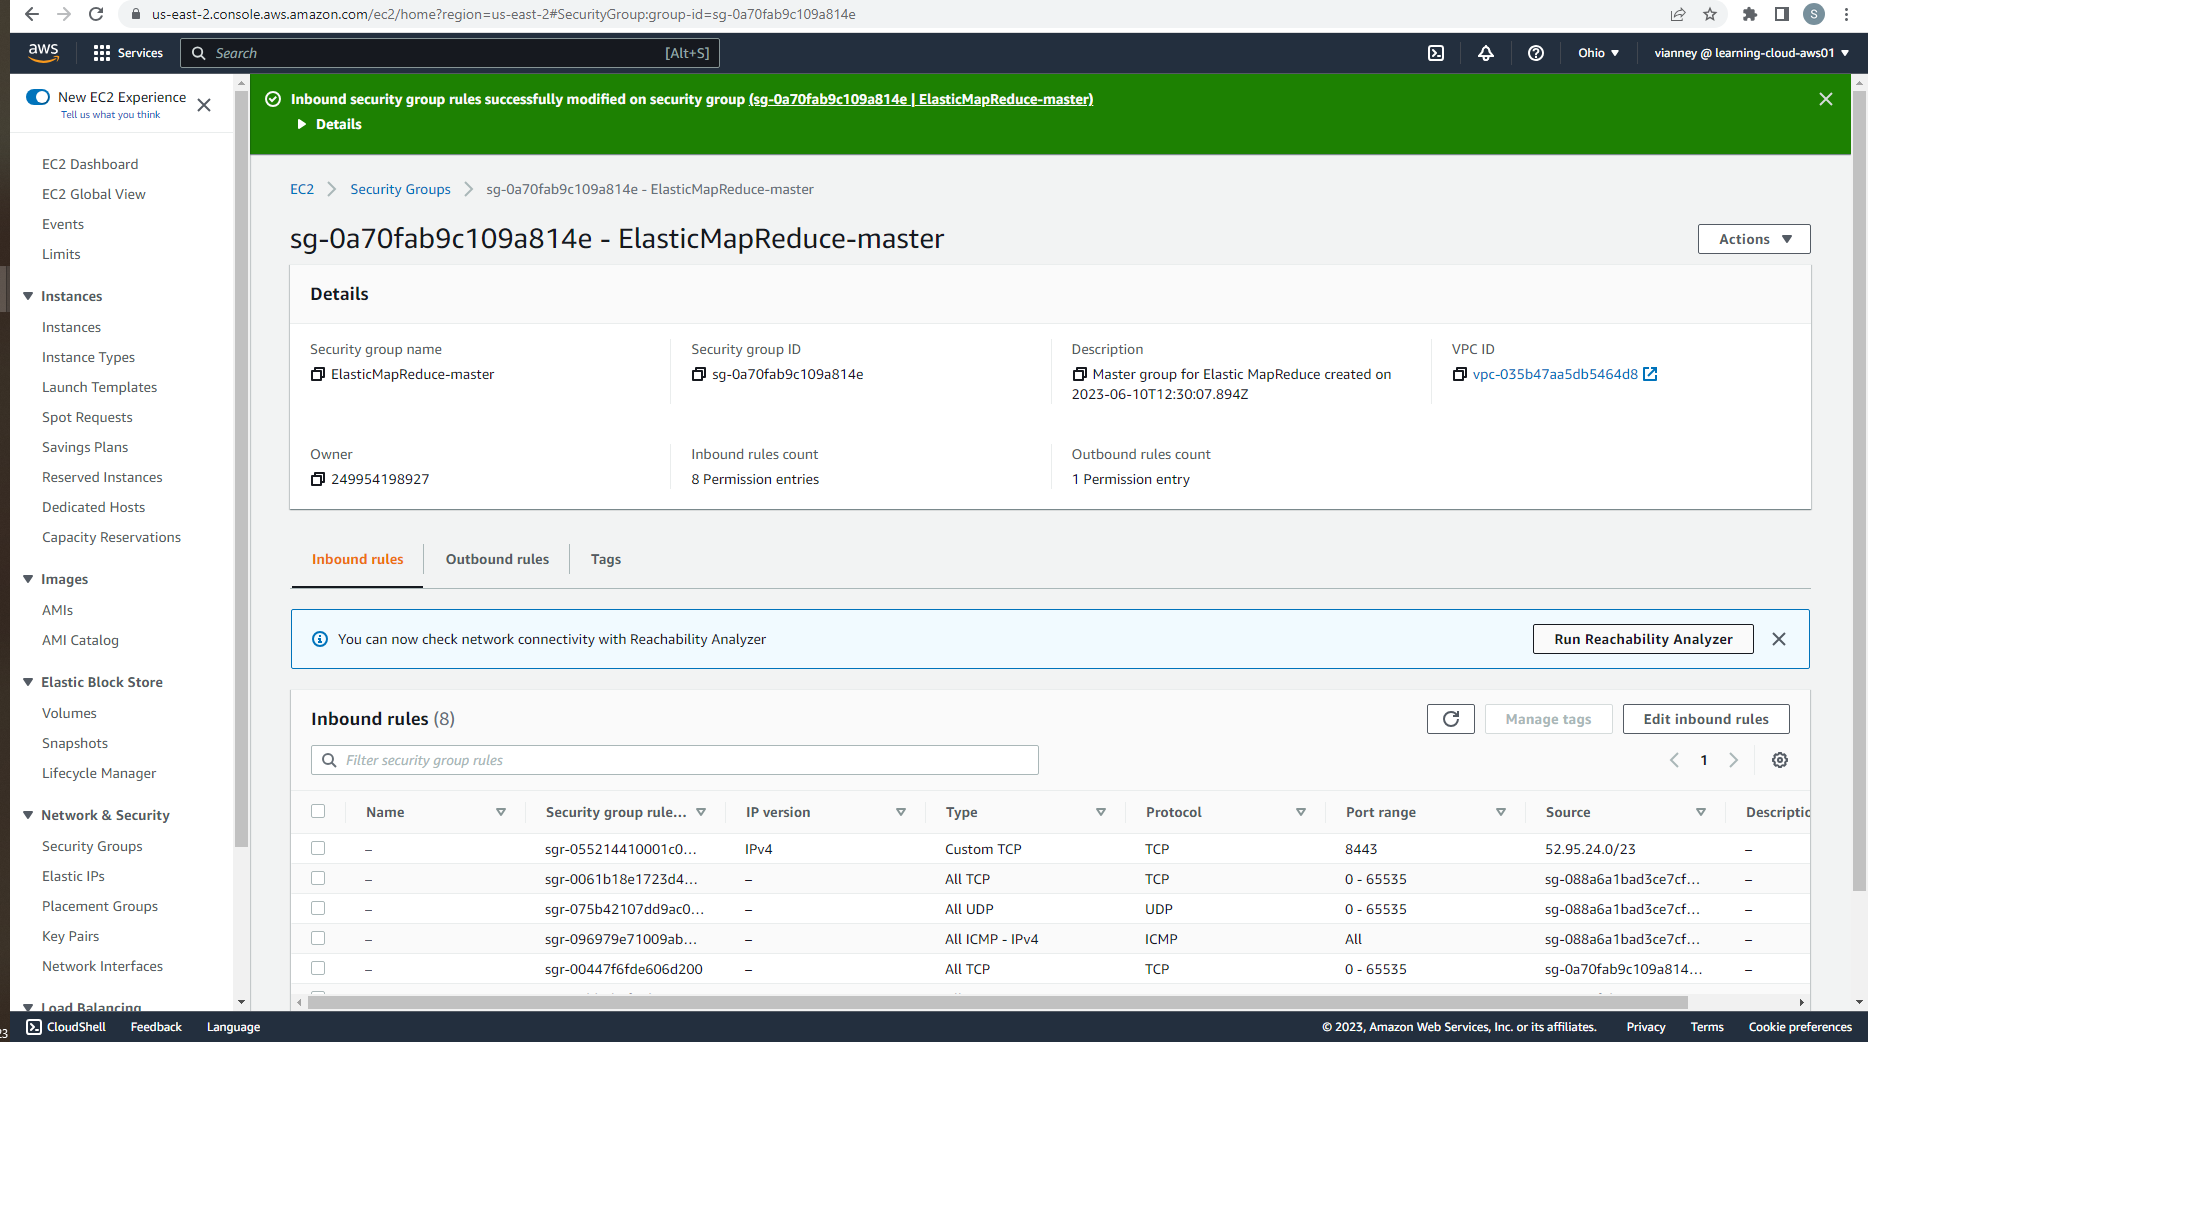 us-east-2.console.aws.amazon.com/ec2/home?region=us-east-2#SecurityGroup:group-id=sg-0a70fab9c109a814e
S
aws
Services
Search
[Alt+S]
Ohio
vianney @ learning-cloud-aws01
New EC2 Experience
Tell us what you think
EC2 Dashboard
EC2 Global View
Events
Limits
Instances
Instances
Instance Types
Launch Templates
Spot Requests
Savings Plans
Reserved Instances
Dedicated Hosts
Capacity Reservations
Images
AMIs
AMI Catalog
Elastic Block Store
Volumes
Snapshots
Lifecycle Manager
Network & Security
Security Groups
Elastic IPs
Placement Groups
Key Pairs
Network Interfaces
Load Balancing
Inbound security group rules successfully modified on security group (sg-0a70fab9c109a814e | ElasticMapReduce-master)
Details
EC2
Security Groups
sg-0a70fab9c109a814e - ElasticMapReduce-master
sg-0a70fab9c109a814e - ElasticMapReduce-master
Actions
Details
Security group name
ElasticMapReduce-master
Security group ID
sg-0a70fab9c109a814e
Description
Master group for Elastic MapReduce created on
2023-06-10T12:30:07.894Z
VPC ID
vpc-035b47aa5db5464d8
Owner
249954198927
Inbound rules count
8 Permission entries
Outbound rules count
1 Permission entry
Inbound rules
Outbound rules
Tags
You can now check network connectivity with Reachability Analyzer
Run Reachability Analyzer
Inbound rules (8)
Manage tags
Edit inbound rules
Filter security group rules
1
Name Security group rule... IP version Type Protocol Port range Source Descriptio
– sgr-055214410001c0... IPv4 Custom TCP TCP 8443 52.95.24.0/23 –
– sgr-0061b18e1723d4... – All TCP TCP 0 - 65535 sg-088a6a1bad3ce7cf... –
– sgr-075b42107dd9ac0... – All UDP UDP 0 - 65535 sg-088a6a1bad3ce7cf... –
– sgr-096979e71009ab... – All ICMP - IPv4 ICMP All sg-088a6a1bad3ce7cf... –
– sgr-00447f6fde606d200 – All TCP TCP 0 - 65535 sg-0a70fab9c109a814... –
23
CloudShell
Feedback
Language
© 2023, Amazon Web Services, Inc. or its affiliates.
Privacy
Terms
Cookie preferences